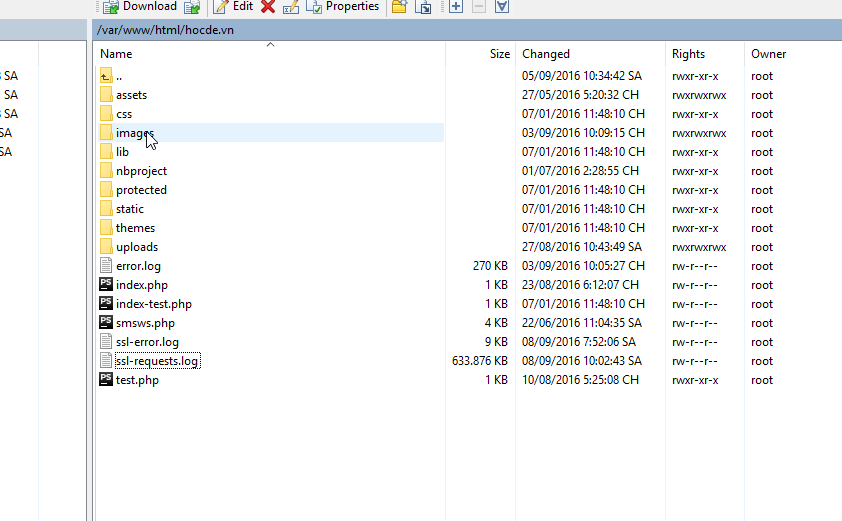 Download Edit Properties
/var/www/html/hocde.vn
Name Size Changed Rights Owner
SA .. 05/09/2016 10:34:42 SA rwxr-xr-x root
SA assets 27/05/2016 5:20:32 CH rwxrwxrwx root
SA css 07/01/2016 11:48:10 CH rwxr-xr-x root
SA images 03/09/2016 10:09:15 CH rwxrwxrwx root
SA lib 07/01/2016 11:48:10 CH rwxr-xr-x root
nbproject 01/07/2016 2:28:55 CH rwxr-xr-x root
protected 07/01/2016 11:48:10 CH rwxr-xr-x root
static 07/01/2016 11:48:10 CH rwxr-xr-x root
themes 07/01/2016 11:48:10 CH rwxr-xr-x root
uploads 27/08/2016 10:43:49 SA rwxrwxrwx root
error.log 270 KB 03/09/2016 10:05:27 CH rw-r--r-- root
index.php 1 KB 23/08/2016 6:12:07 CH rw-r--r-- root
index-test.php 1 KB 07/01/2016 11:48:10 CH rw-r--r-- root
smsws.php 4 KB 22/06/2016 11:04:35 SA rw-r--r-- root
ssl-error.log 9 KB 08/09/2016 7:52:06 SA rw-r--r-- root
ssl-requests.log 633.876 KB 08/09/2016 10:02:43 SA rw-r--r-- root
test.php 1 KB 10/08/2016 5:25:08 CH rwxr-xr-x root